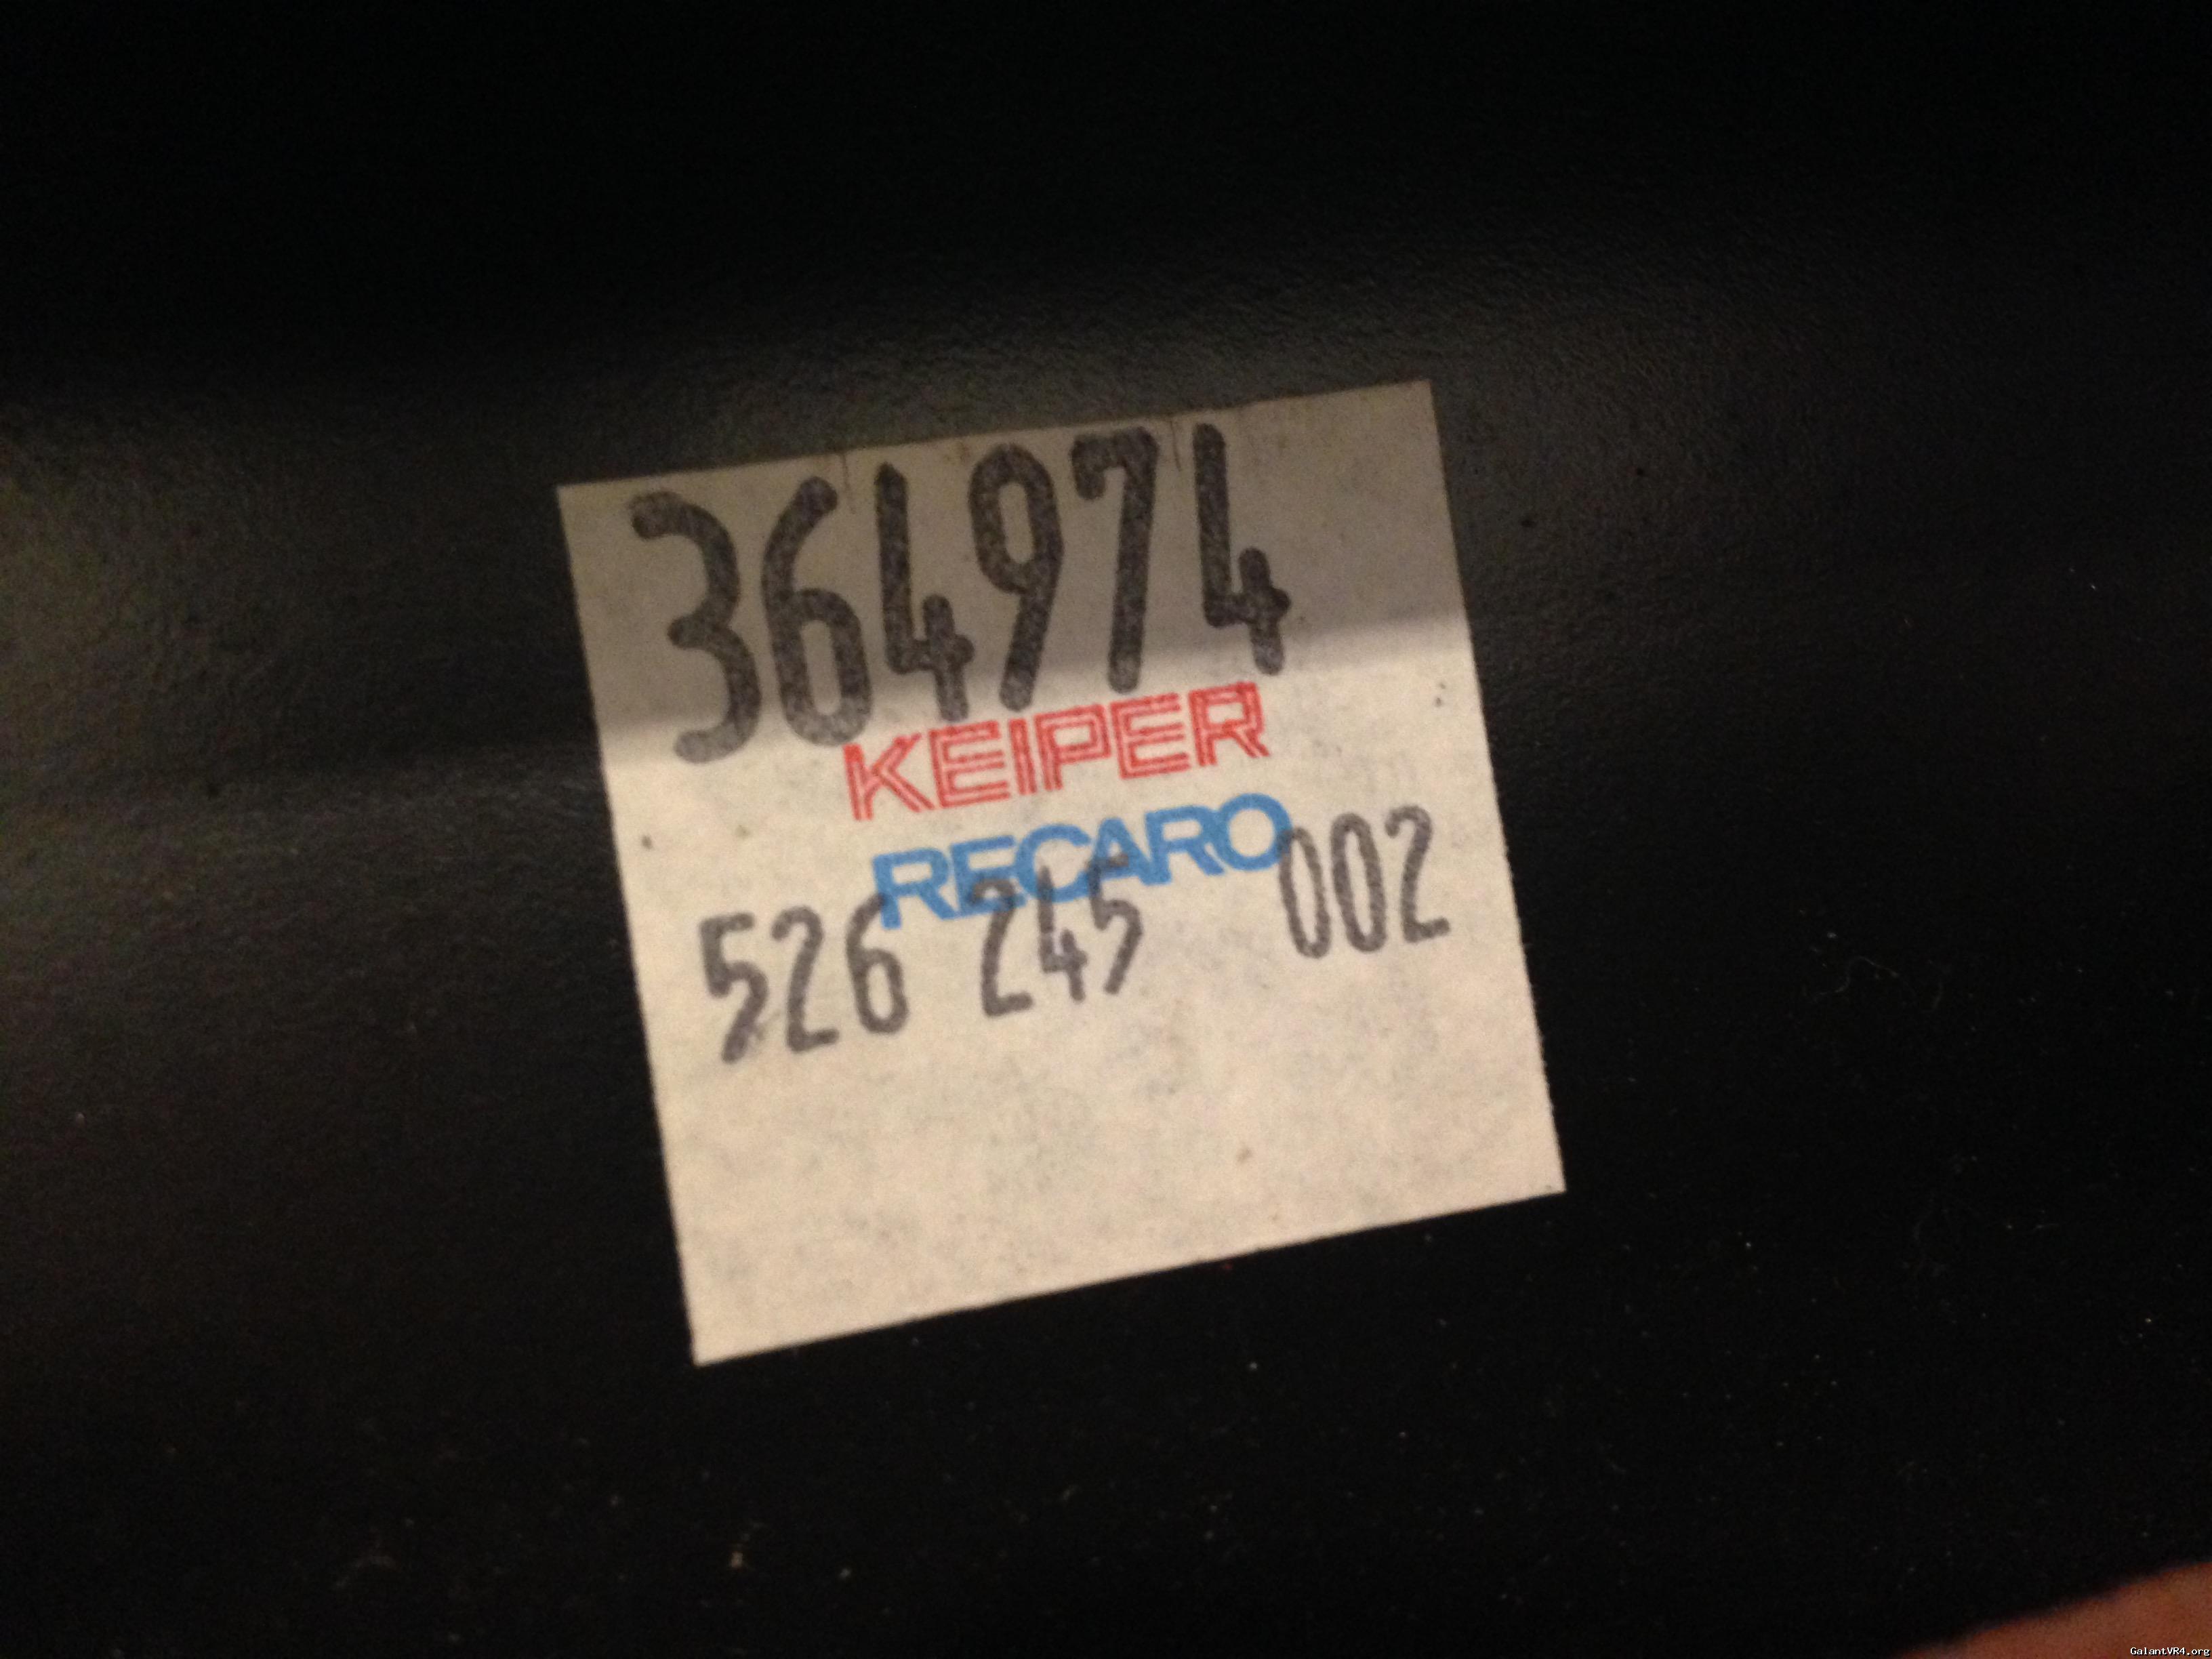 364974
KEIPER
RECARO
526 245 002
GalantVR4.org